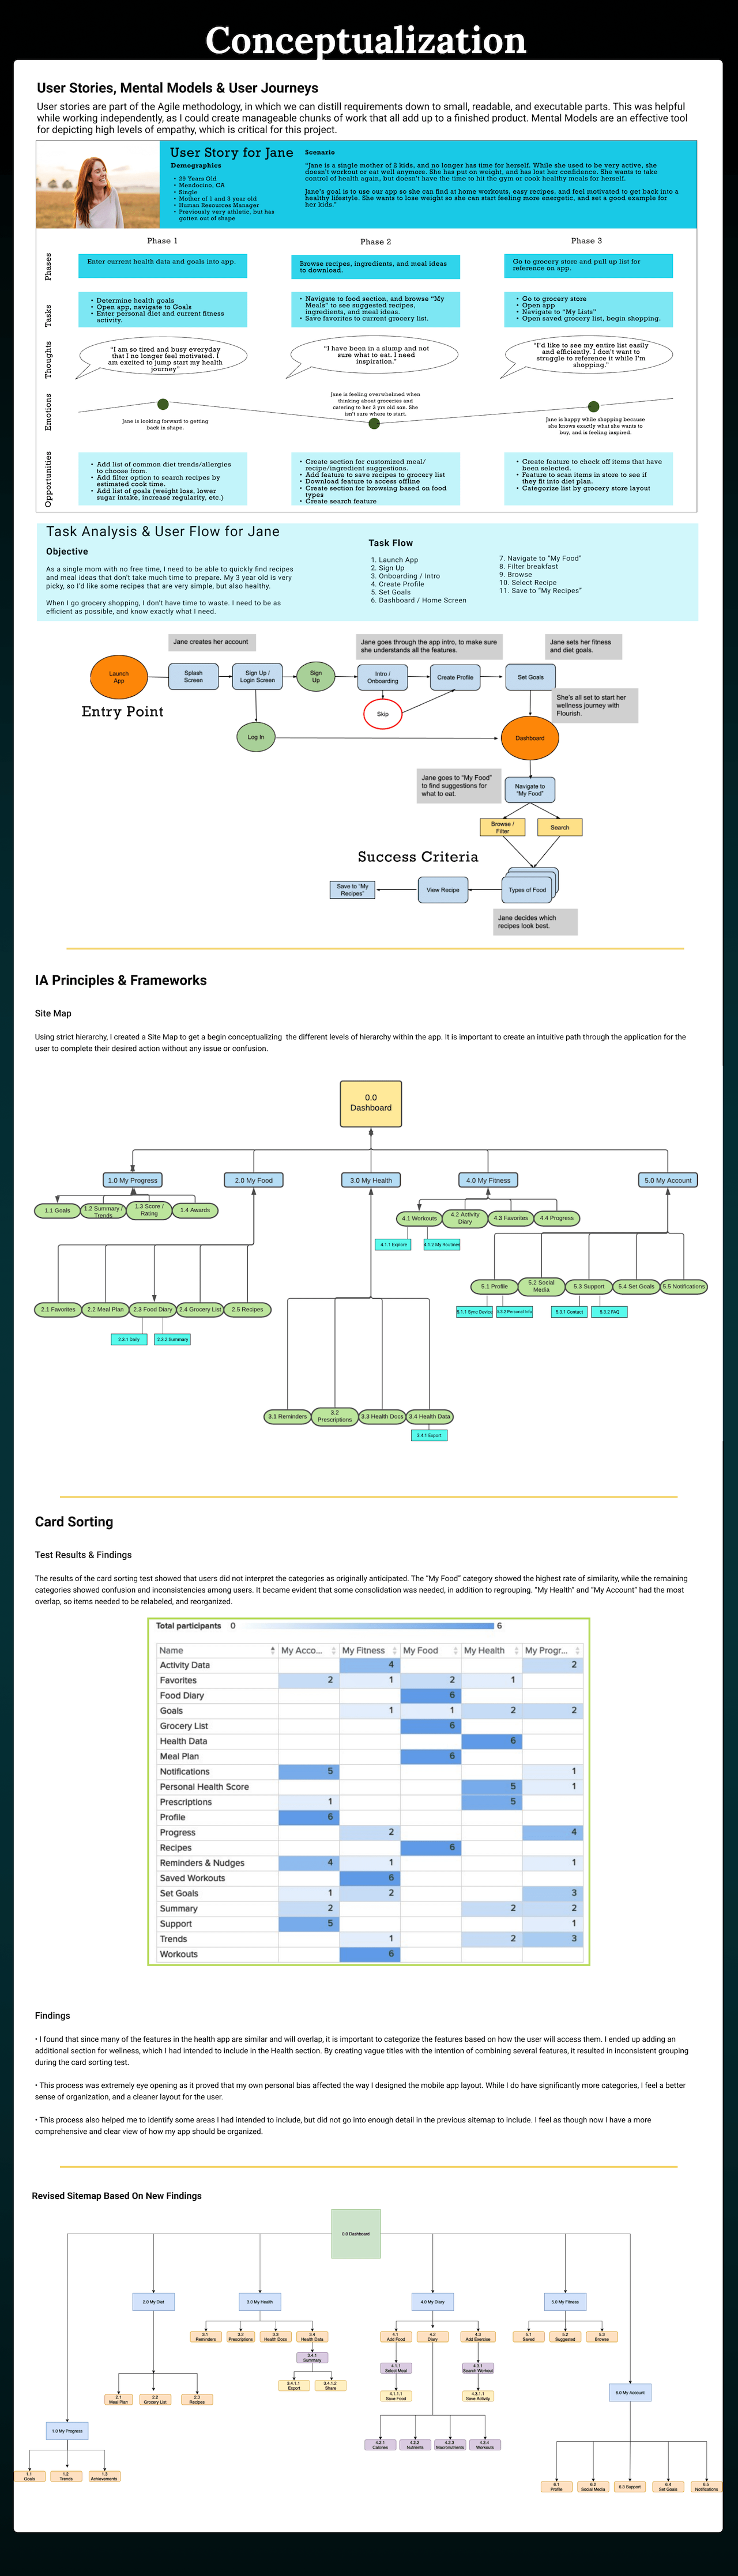 Conceptualization
User Stories, Mental Models & User Journeys
User stories are part of the Agile methodology, in which we can distill requirements down to small, readable, and executable parts. This was helpful
while working independently, as I could create manageable chunks of work that all add up to a finished product. Mental Models are an effective tool
for depicting high levels of empathy, which is critical for this project.
User Story for Jane
Demographics
• 28 Years Old
• Mendocino, CA
• Single
• Mother of 1 and 3 year old
• Human Resources Manager
• Previously very athletic, but has
gotten out of shape
Scenario
"Jane is a single mother of 2 kids, and no longer has time for herself. While she used to be very active, she
doesn't workout or eat well anymore. She has put on weight, and has lost her confidence. She wants to take
control of health again, but doesn't have the time to hit the gym or cook healthy meals for herself.
Jane's goal is to use our app so she can find at home workouts, easy recipes, and feel motivated to get back into a
healthy lifestyle. She wants to lose weight so she can start feeling more energetic, and set a good example for
her kids."
Phase 1
Phase 2
Phase 3
Phases
Enter current health data and goals into app.
Browse recipes, ingredients, and meal ideas
to download.
Go to grocery store and pull up list for
reference on app.
Tasks
• Determine health goals
• Open app, navigate to Goals
• Enter personal diet and current fitness
activity.
• Navigate to food section, and browse "My
Meals" to see suggested recipes,
ingredients, and meal ideas.
• Save favorites to current grocery list.
• Go to grocery store
• Open app
• Navigate to "My Lists"
• Open saved grocery list, begin shopping.
Thoughts
"I am so tired and busy everyday
that I no longer feel motivated. I
am excited to jump start my health
journey"
"I have been in a slump and not
sure what to eat. I need
inspiration."
"I'd like to see my entire list easily
and efficiently. I don't want to
struggle to reference it while I'm
shopping."
Emotions
Jane is looking forward to getting
back in shape.
Jane is feeling overwhelmed when
thinking about groceries and
catering to her 3 yrs old son. She
isn't sure where to start.
Jane is happy while shopping because
she knows exactly what she wants to
buy, and is feeling inspired.
Opportunities
• Add list of common diet trends/allergies
to choose from.
• Add filter option to search recipes by
estimated cook time.
• Add list of goals (weight loss, lower
sugar intake, increase regularity, etc.)
• Create section for customized meal/
recipe/ingredient suggestions.
• Add feature to save recipes to grocery list
• Download feature to access offline
• Create section for browsing based on food
types
• Create search feature
• Create feature to check off items that have
been selected.
• Feature to scan items in store to see if
they fit into diet plan.
• Categorize list by grocery store layout
Task Analysis & User Flow for Jane
Objective
As a single mom with no free time, I need to be able to quickly find recipes
and meal ideas that don't take much time to prepare. My 3 year old is very
picky, so I'd like some recipes that are very simple, but also healthy.
When I go grocery shopping, I don't have time to waste. I need to be as
efficient as possible, and know exactly what I need.
Task Flow
1. Launch App
2. Sign Up
3. Onboarding / Intro
4. Create Profile
5. Set Goals
6. Dashboard / Home Screen
7. Navigate to "My Food"
8. Filter breakfast
9. Browse
10. Select Recipe
11. Save to "My Recipes"
Jane creates her account
Jane goes through the app intro, to make sure
she understands all the features.
Jane sets her fitness
and diet goals.
Launch
App
Splash
Screen
Sign Up /
Login Screen
Sign
Up
Intro /
Onboarding
Create Profile
Set Goals
She's all set to start her
wellness journey with
Flourish.
Entry Point
Skip
Log In
Dashboard
Jane goes to "My Food"
to find suggestions for
what to eat.
Navigate to
"My Food"
Browse /
Filter
Search
Success Criteria
Save to "My
Recipes"
View Recipe
Types of Food
Jane decides which
recipes look best.
IA Principles & Frameworks
Site Map
Using strict hierarchy, I created a Site Map to get a begin conceptualizing the different levels of hierarchy within the app. It is important to create an intuitive path through the application for the
user to complete their desired action without any issue or confusion.
0.0
Dashboard
1.0 My Progress
2.0 My Food
3.0 My Health
4.0 My Fitness
5.0 My Account
1.1 Goals
1.2 Summary /
Trends
1.3 Score /
Rating
1.4 Awards
4.1 Workouts
4.2 Activity
Diary
4.3 Favorites
4.4 Progress
4.1.1 Explore
4.1.2 My Routines
5.1 Profile
5.2 Social
Media
5.3 Support
5.4 Set Goals
5.5 Notifications
5.1.1 Sync Device
5.3.2 Personal info
5.3.1 Contact
5.3.2 FAQ
2.1 Favorites
2.2 Meal Plan
2.3 Food Diary
2.4 Grocery List
2.5 Recipes
2.3.1 Daily
2.3.2 Summary
3.1 Reminders
3.2
Prescriptions
3.3 Health Docs
3.4 Health Data
3.4.1 Export
Card Sorting
Test Results & Findings
The results of the card sorting test showed that users did not interpret the categories as originally anticipated. The "My Food" category showed the highest rate of similarity, while the remaining
categories showed confusion and inconsistencies among users. It became evident that some consolidation was needed, in addition to regrouping. "My Health" and "My Account" had the most
overlap, so items needed to be relabeled, and reorganized.
Total participants 0 6
Name My Acco... My Fitness My Food My Health My Progr...
Activity Data 4 2
Favorites 2 1 2 1
Food Diary 6
Goals 1 1 2 2
Grocery List 6
Health Data 6
Meal Plan 6
Notifications 5 1
Personal Health Score 5 1
Prescriptions 1 5
Profile 6
Progress 2 4
Recipes 6
Reminders & Nudges 4 1 1
Saved Workouts 6
Set Goals 1 2 3
Summary 2 2 2
Support 5 1
Trends 1 2 3
Workouts 6
Findings
• I found that since many of the features in the health app are similar and will overlap, it is important to categorize the features based on how the user will access them. I ended up adding an
additional section for wellness, which I had intended to include in the Health section. By creating vague titles with the intention of combining several features, it resulted in inconsistent grouping
during the card sorting test.
• This process was extremely eye opening as it proved that my own personal bias affected the way I designed the mobile app layout. While I do have significantly more categories, I feel a better
sense of organization, and a cleaner layout for the user.
• This process also helped me to identify some areas I had intended to include, but did not go into enough detail in the previous sitemap to include. I feel as though now I have a more
comprehensive and clear view of how my app should be organized.
Revised Sitemap Based On New Findings
0.0 Dashboard
2.0 My Diet
3.0 My Health
4.0 My Diary
5.0 My Fitness
3.1
Reminders
3.2
Prescriptions
3.3
Health Docs
3.4
Health Data
4.1
Add Food
4.2
Diary
4.3
Add Exercise
5.1
Saved
5.2
Suggested
5.3
Browse
3.4.1
Summary
4.1.1
Select Meal
4.3.1
Search Workout
3.4.1.1
Export
3.4.1.2
Share
4.1.1.1
Save Food
4.3.1.1
Save Activity
2.1
Meal Plan
2.2
Grocery List
2.3
Recipes
6.0 My Account
1.0 My Progress
4.2.1
Calories
4.2.2
Nutrients
4.2.3
Macronutrients
4.2.4
Workouts
1.1
Goals
1.2
Trends
1.3
Achievements
6.1
Profile
6.2
Social Media
6.3 Support
6.4
Set Goals
6.5
Notifications